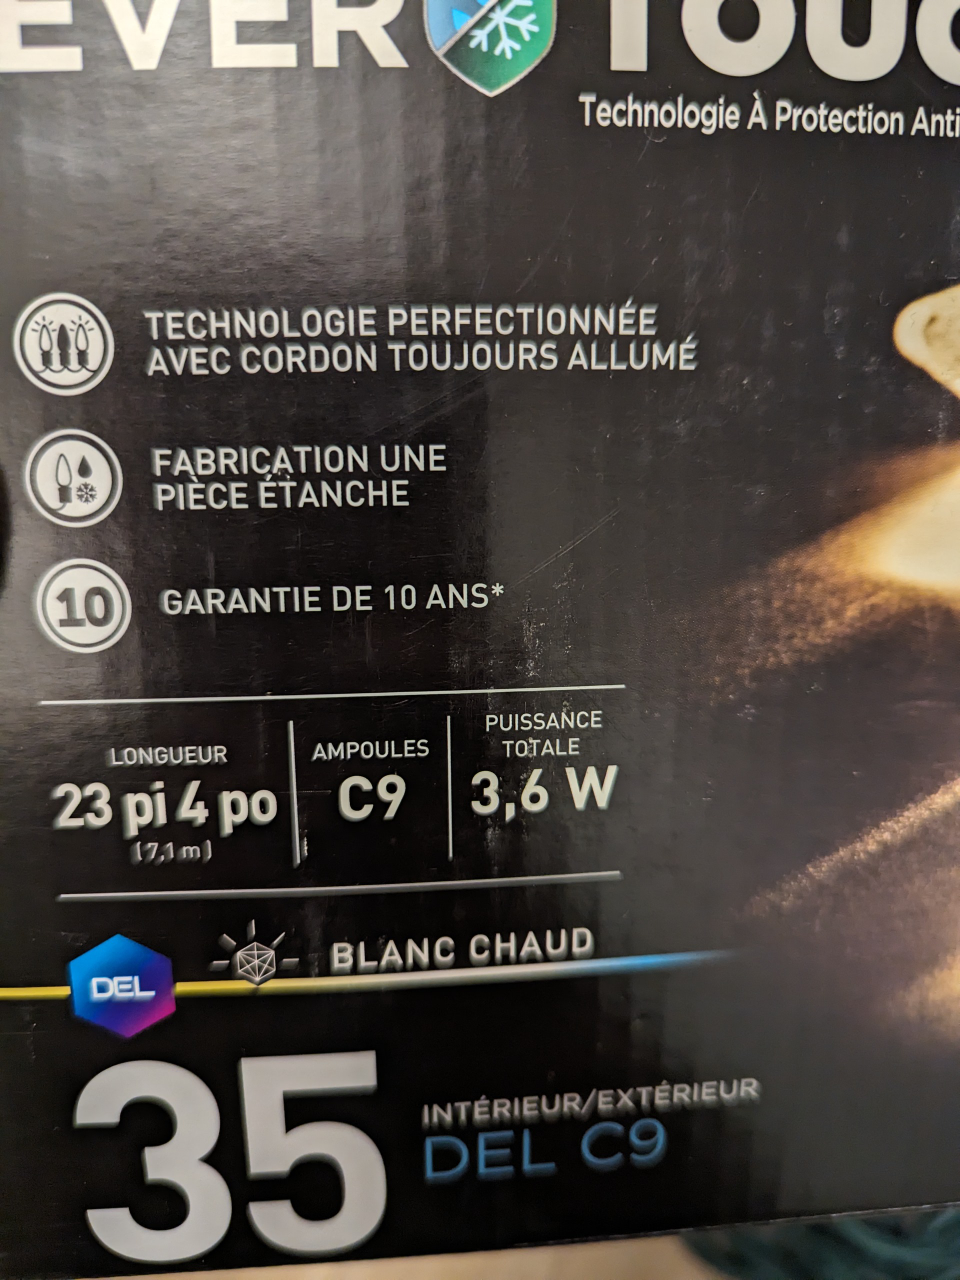 EVER TOUC
Technologie À Protection Anti
TECHNOLOGIE PERFECTIONNÉE
AVEC CORDON TOUJOURS ALLUMÉ
FABRICATION UNE
PIÈCE ÉTANCHE
10
GARANTIE DE 10 ANS*
LONGUEUR
23 pi 4 po
(7,1 m)
AMPOULES
C9
PUISSANCE
TOTALE
3,6 W
DEL
BLANC CHAUD
35
INTÉRIEUR/EXTÉRIEUR
DEL C9